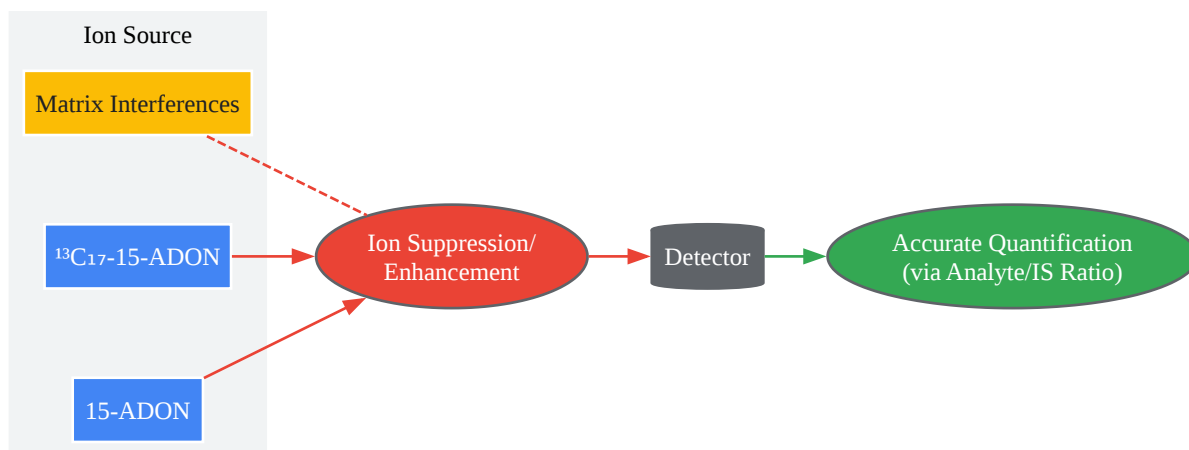 Ion Source
Matrix Interferences
¹³C₁₇-15-ADON
15-ADON
Ion Suppression/
Enhancement
Detector
Accurate Quantification
(via Analyte/IS Ratio)